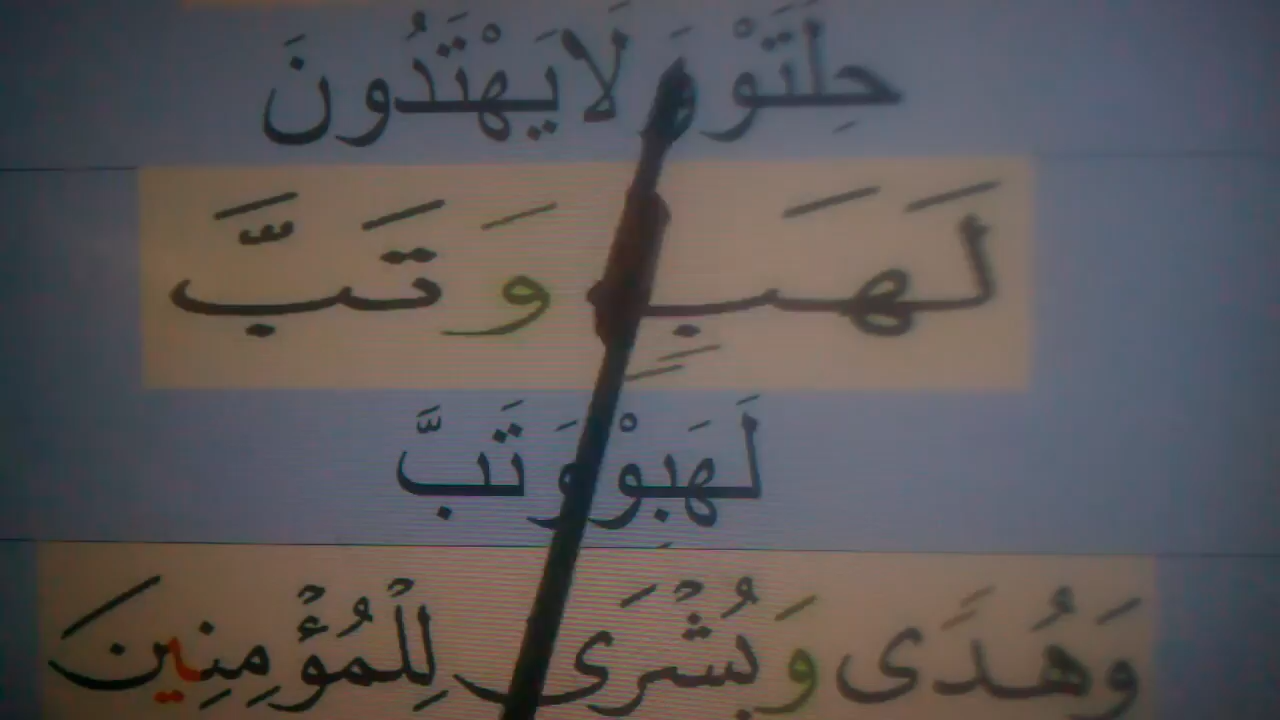 حِلَتَوْ وَ لَا يَهْتَدُونَ
لَهَبٍ وَ تَبَّ
لَهَبِوْ وَ تَبَّ
وَهُدًى وَ بُشْرَى لِلْمُؤْمِنِينَ